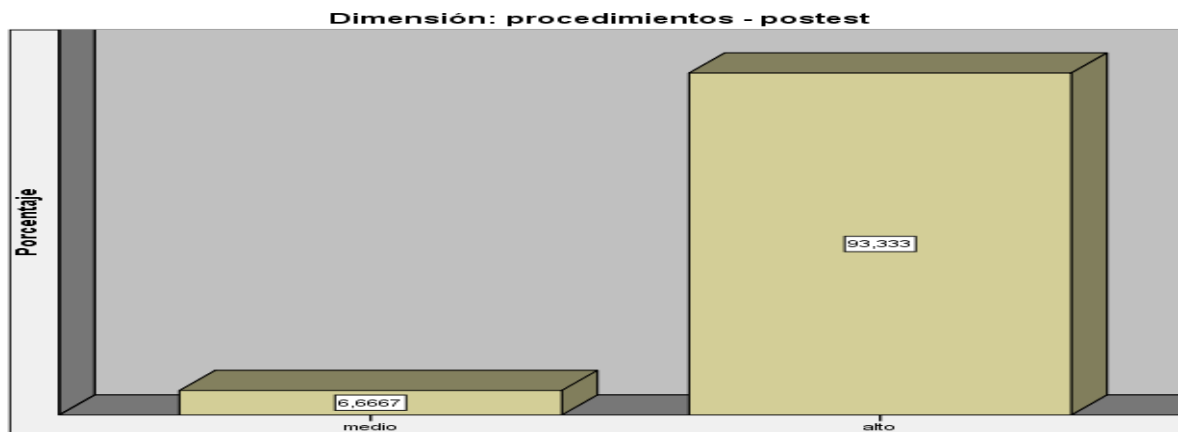 Dimensión: procedimientos - postest
Porcentaje
93,333
6,6667
medio
alto